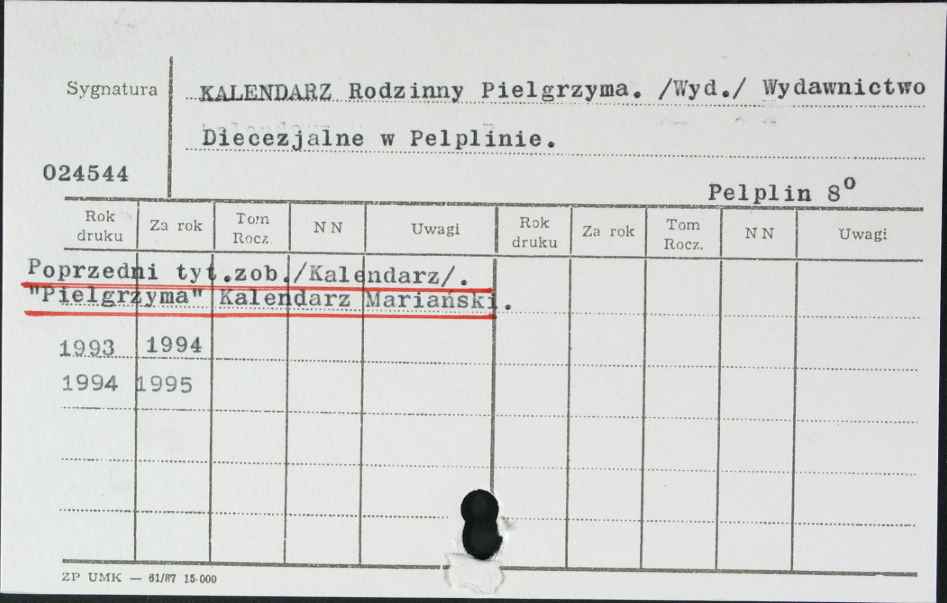 Sygnatura KALENDARZ Rodzinny Pielgrzyma. /Wyd./ Wydawnictwo
Diecezjalne w Pelplinie.
024544
Pelplin 8⁰
Rok druku Za rok Tom Rocz. NN Uwagi Rok druku Za rok Tom Rocz. NN Uwagi
Poprzedni tyt.zob./Kalendarz/.
"Pielgrzyma" Kalendarz Mariański.
1993 1994
1994 1995
ZP UMK — 61/87 15-000